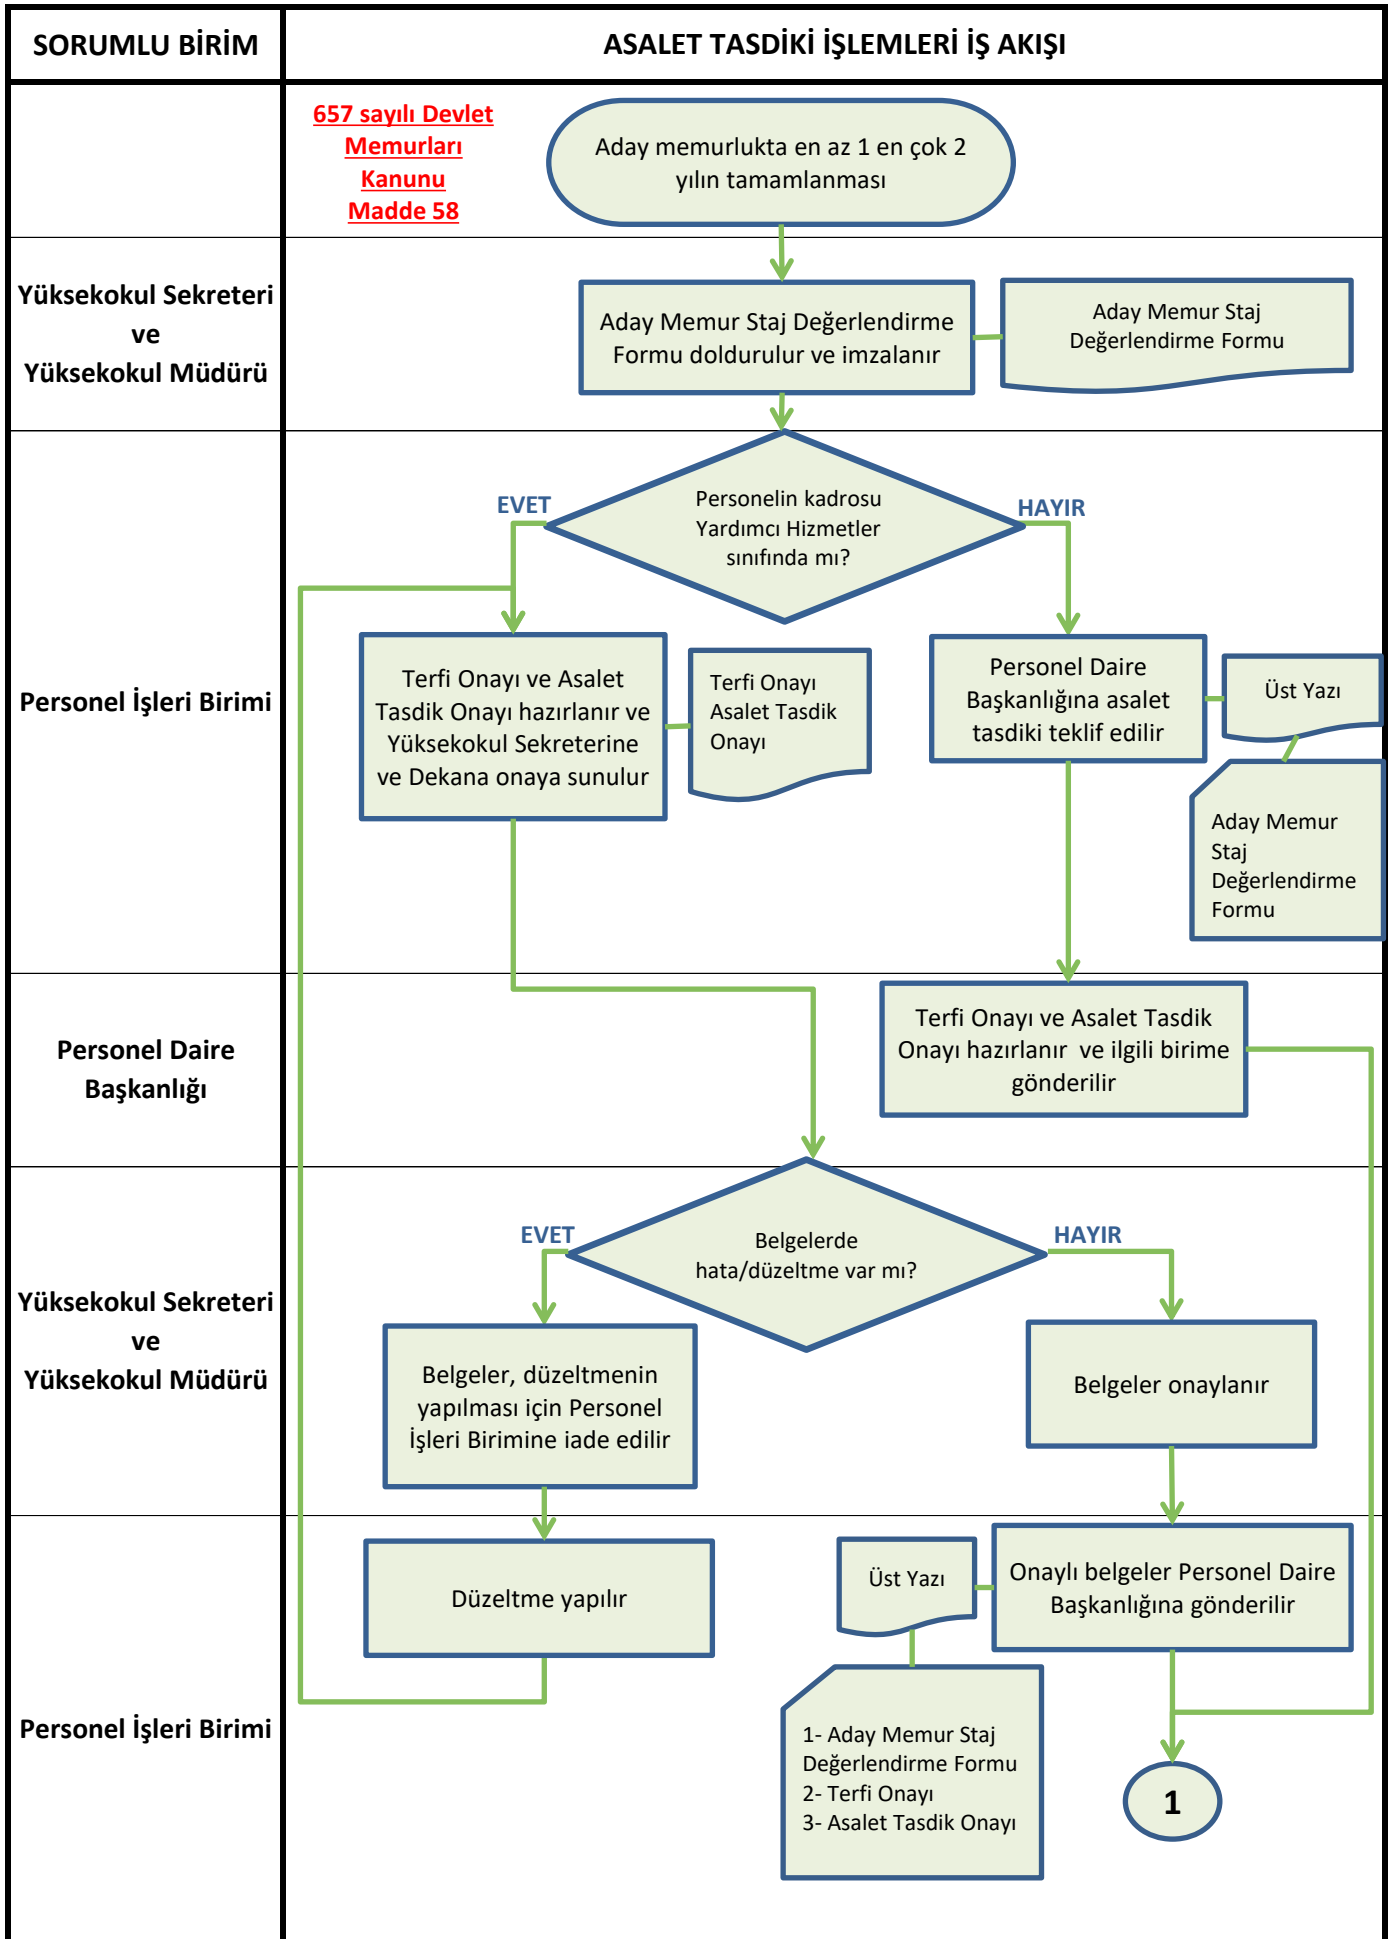 SORUMLU BİRİM
ASALET TASDİKİ İŞLEMLERİ İŞ AKIŞI
657 sayılı Devlet
Memurları
Kanunu
Madde 58
Aday memurlukta en az 1 en çok 2
yılın tamamlanması
Yüksekokul Sekreteri
ve
Yüksekokul Müdürü
Aday Memur Staj Değerlendirme
Formu doldurulur ve imzalanır
Aday Memur Staj
Değerlendirme Formu
Personel İşleri Birimi
EVET
Personelin kadrosu
Yardımcı Hizmetler
sınıfında mı?
HAYIR
Terfi Onayı ve Asalet
Tasdik Onayı hazırlanır ve
Yüksekokul Sekreterine
ve Dekana onaya sunulur
Terfi Onayı
Asalet Tasdik
Onayı
Personel Daire
Başkanlığına asalet
tasdiki teklif edilir
Üst Yazı
Aday Memur
Staj
Değerlendirme
Formu
Personel Daire
Başkanlığı
Terfi Onayı ve Asalet Tasdik
Onayı hazırlanır  ve ilgili birime
gönderilir
Yüksekokul Sekreteri
ve
Yüksekokul Müdürü
EVET
Belgelerde
hata/düzeltme var mı?
HAYIR
Belgeler, düzeltmenin
yapılması için Personel
İşleri Birimine iade edilir
Belgeler onaylanır
Personel İşleri Birimi
Düzeltme yapılır
Üst Yazı
Onaylı belgeler Personel Daire
Başkanlığına gönderilir
1- Aday Memur Staj
Değerlendirme Formu
2- Terfi Onayı
3- Asalet Tasdik Onayı
1